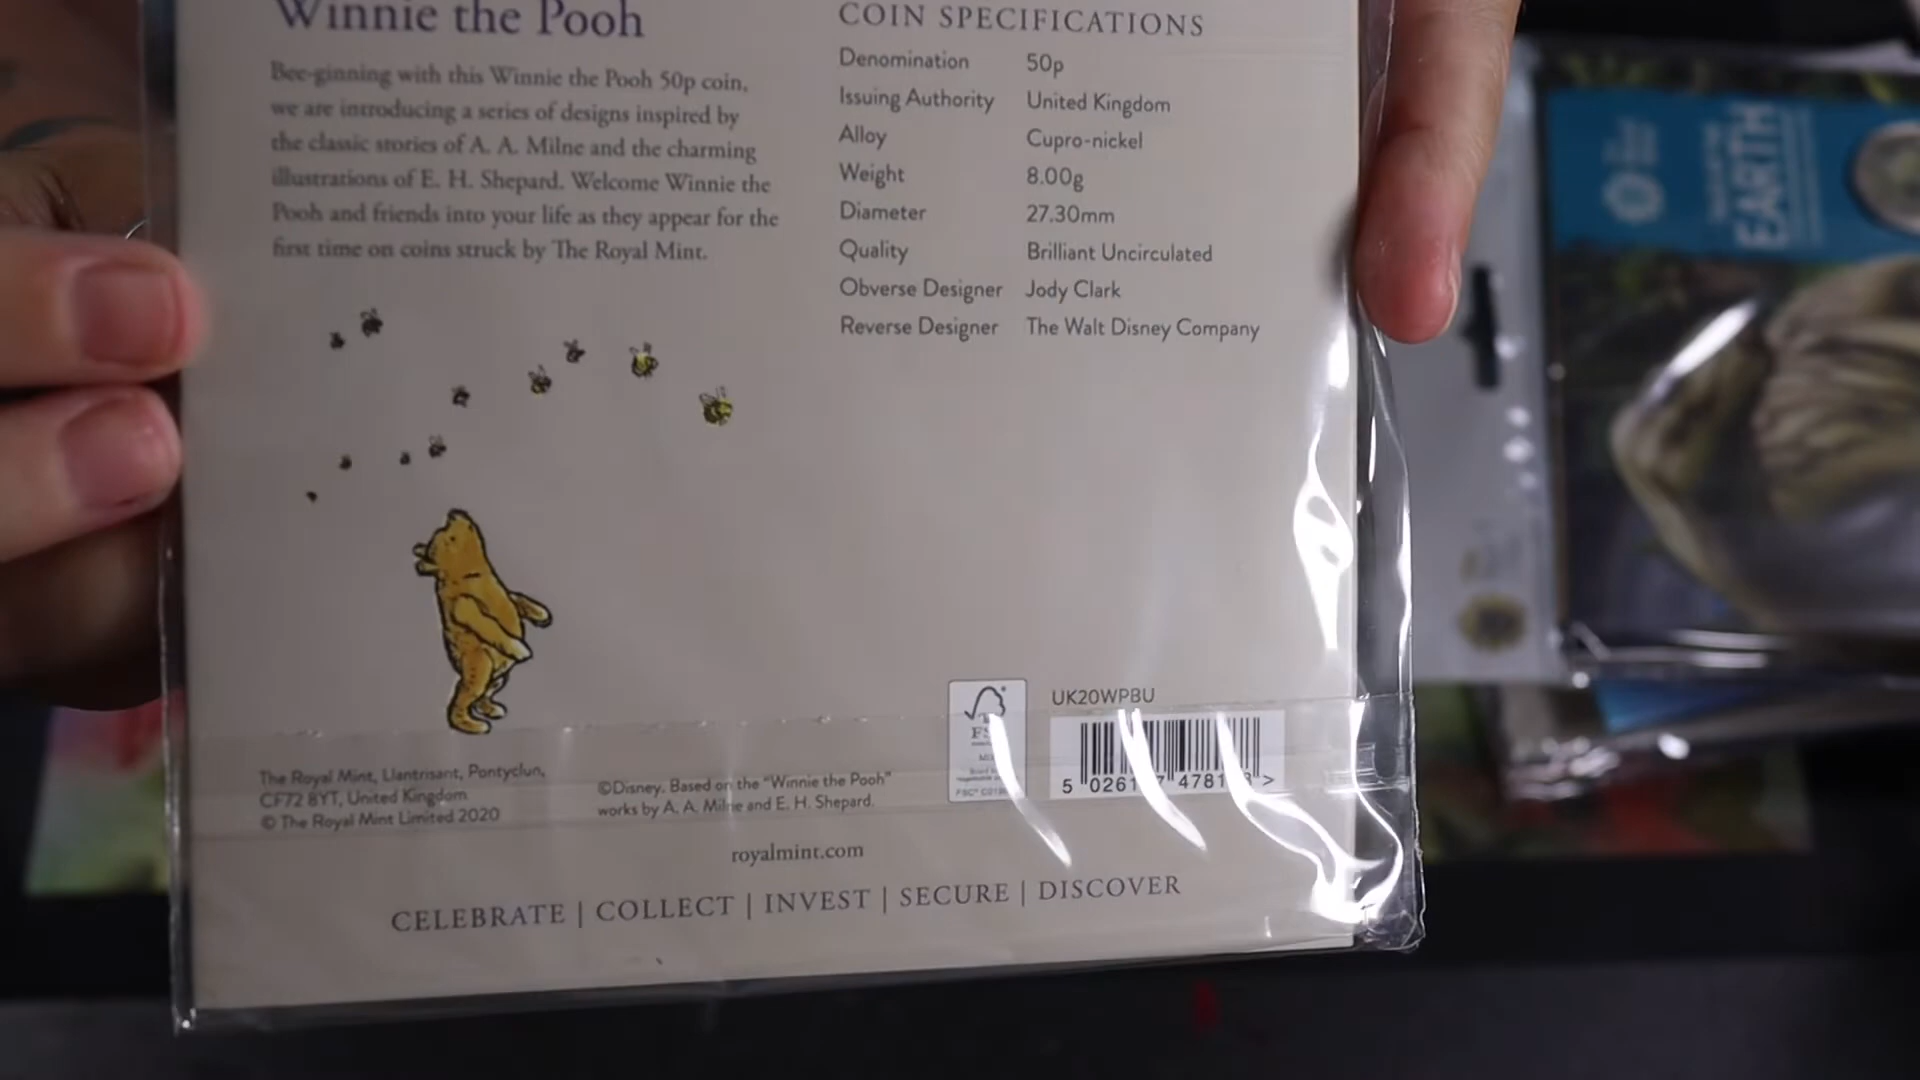 Winnie the Pooh
Bee-ginning with this Winnie the Pooh 50p coin,
we are introducing a series of designs inspired by
the classic stories of A. A. Milne and the charming
illustrations of E. H. Shepard. Welcome Winnie the
Pooh and friends into your life as they appear for the
first time on coins struck by The Royal Mint.
COIN SPECIFICATIONS
Denomination 50p
Issuing Authority United Kingdom
Alloy Cupro-nickel
Weight 8.00g
Diameter 27.30mm
Quality Brilliant Uncirculated
Obverse Designer Jody Clark
Reverse Designer The Walt Disney Company
UK20WPBU
The Royal Mint, Llantrisant, Pontyclun,
CF72 8YT, United Kingdom
© The Royal Mint Limited 2020
©Disney. Based on the "Winnie the Pooh"
works by A. A. Milne and E. H. Shepard.
royalmint.com
CELEBRATE | COLLECT | INVEST | SECURE | DISCOVER
EARTH